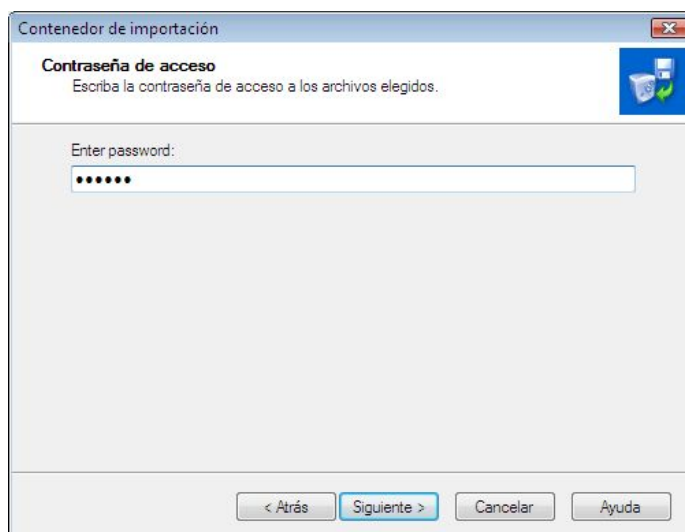 Contenedor de importación
Contraseña de acceso
Escriba la contraseña de acceso a los archivos elegidos.
Enter password:
••••••
< Atrás Siguiente > Cancelar Ayuda